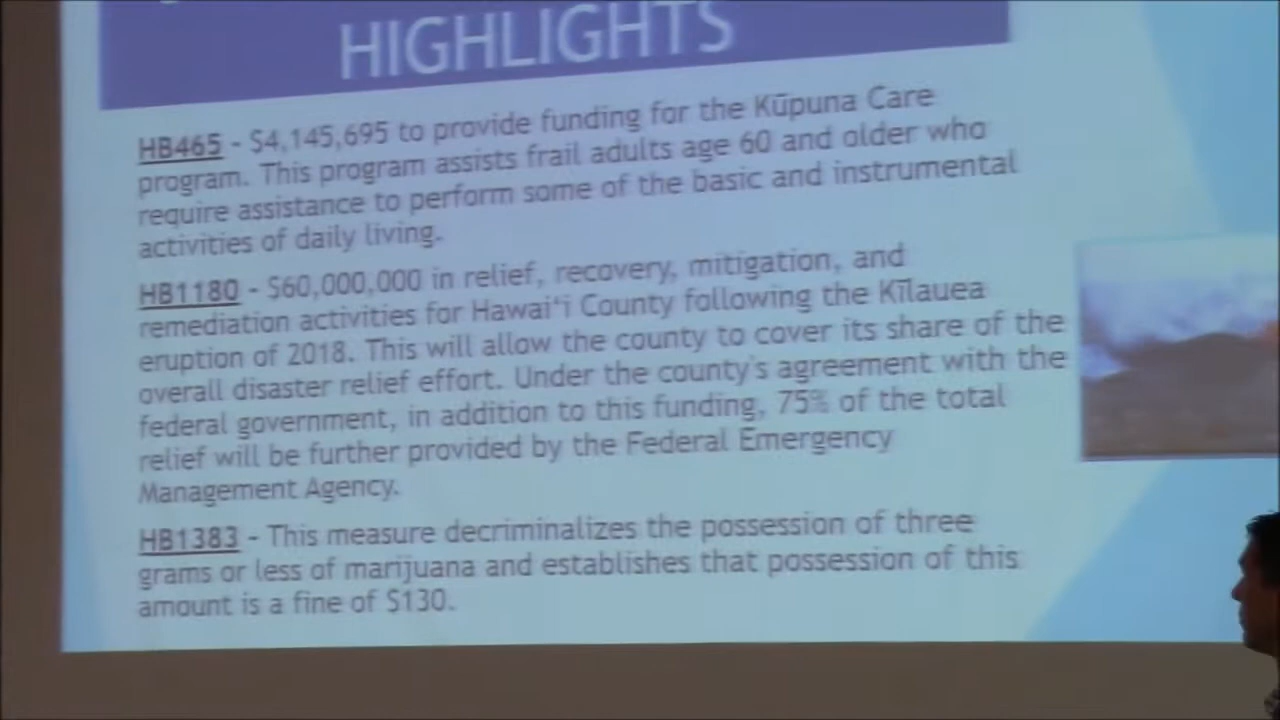 HIGHLIGHTS
HB465 - $4,145,695 to provide funding for the Kūpuna Care
program. This program assists frail adults age 60 and older who
require assistance to perform some of the basic and instrumental
activities of daily living.
HB1180 - $60,000,000 in relief, recovery, mitigation, and
remediation activities for Hawaiʻi County following the Kīlauea
eruption of 2018. This will allow the county to cover its share of the
overall disaster relief effort. Under the county's agreement with the
federal government, in addition to this funding, 75% of the total
relief will be further provided by the Federal Emergency
Management Agency.
HB1383 - This measure decriminalizes the possession of three
grams or less of marijuana and establishes that possession of this
amount is a fine of $130.